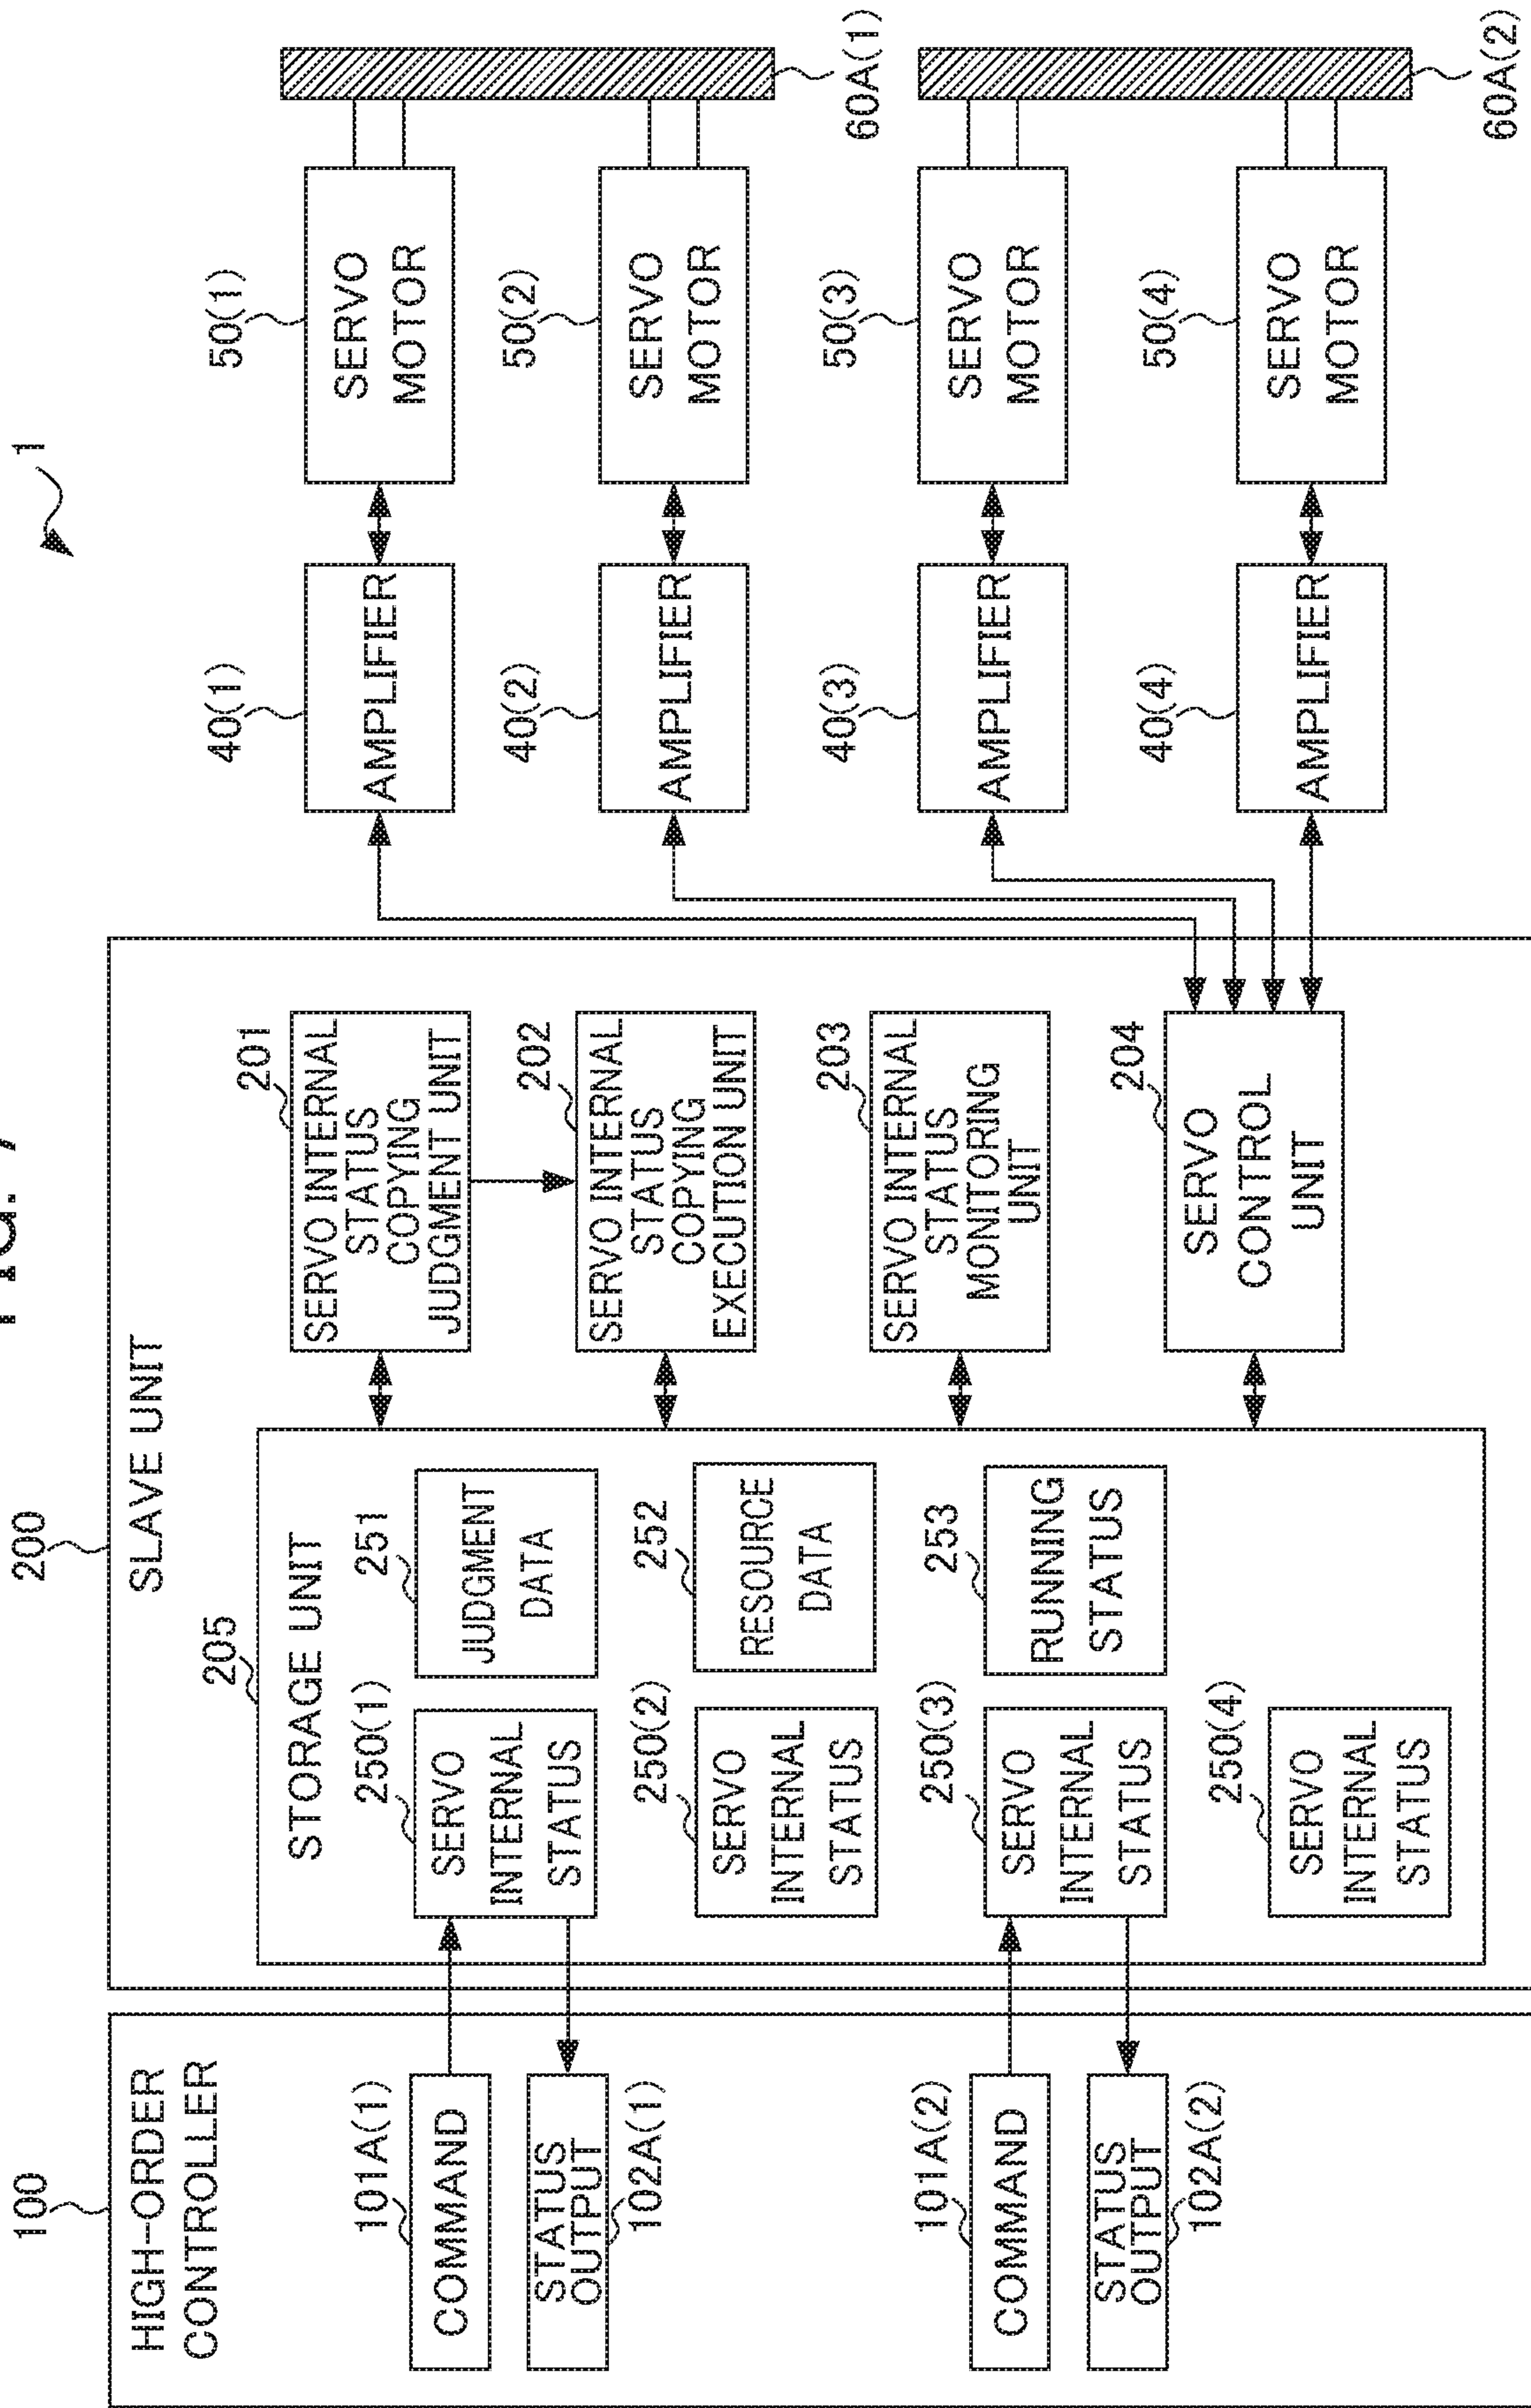 FIG. 7
1
100
HIGH-ORDER
CONTROLLER
101A(1)
COMMAND
STATUS
OUTPUT
102A(1)
101A(2)
COMMAND
STATUS
OUTPUT
102A(2)
200
SLAVE UNIT
205
STORAGE UNIT
250(1)
SERVO
INTERNAL
STATUS
250(2)
SERVO
INTERNAL
STATUS
250(3)
SERVO
INTERNAL
STATUS
250(4)
SERVO
INTERNAL
STATUS
251
JUDGMENT
DATA
252
RESOURCE
DATA
253
RUNNING
STATUS
201
SERVO INTERNAL
STATUS
COPYING
JUDGMENT UNIT
202
SERVO INTERNAL
STATUS
COPYING
EXECUTION UNIT
203
SERVO INTERNAL
STATUS
MONITORING
UNIT
204
SERVO
CONTROL
UNIT
40(1)
AMPLIFIER
40(2)
AMPLIFIER
40(3)
AMPLIFIER
40(4)
AMPLIFIER
50(1)
SERVO
MOTOR
50(2)
SERVO
MOTOR
50(3)
SERVO
MOTOR
50(4)
SERVO
MOTOR
60A(1)
60A(2)